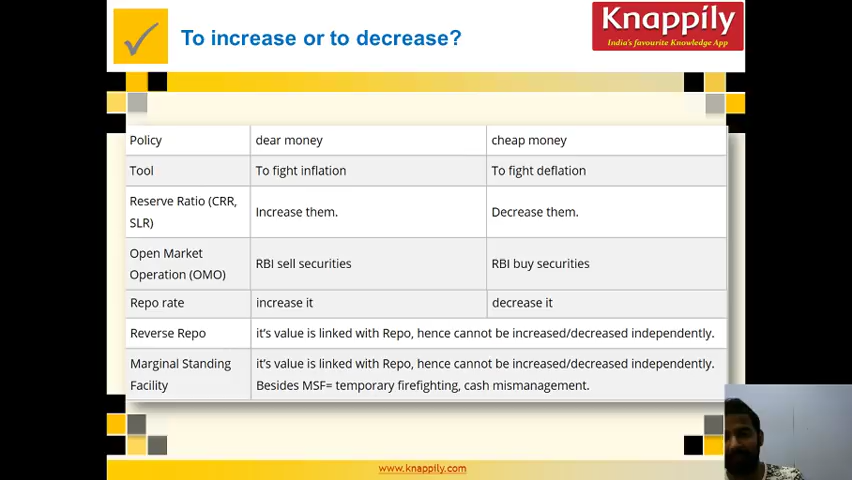 To increase or to decrease?
Knappily
India's favourite Knowledge App
Policy dear money cheap money
Tool To fight inflation To fight deflation
Reserve Ratio (CRR,
SLR) Increase them. Decrease them.
Open Market
Operation (OMO) RBI sell securities RBI buy securities
Repo rate increase it decrease it
Reverse Repo it's value is linked with Repo, hence cannot be increased/decreased independently.
Marginal Standing it's value is linked with Repo, hence cannot be increased/decreased independently.
Facility Besides MSF= temporary firefighting, cash mismanagement.
www.knappily.com